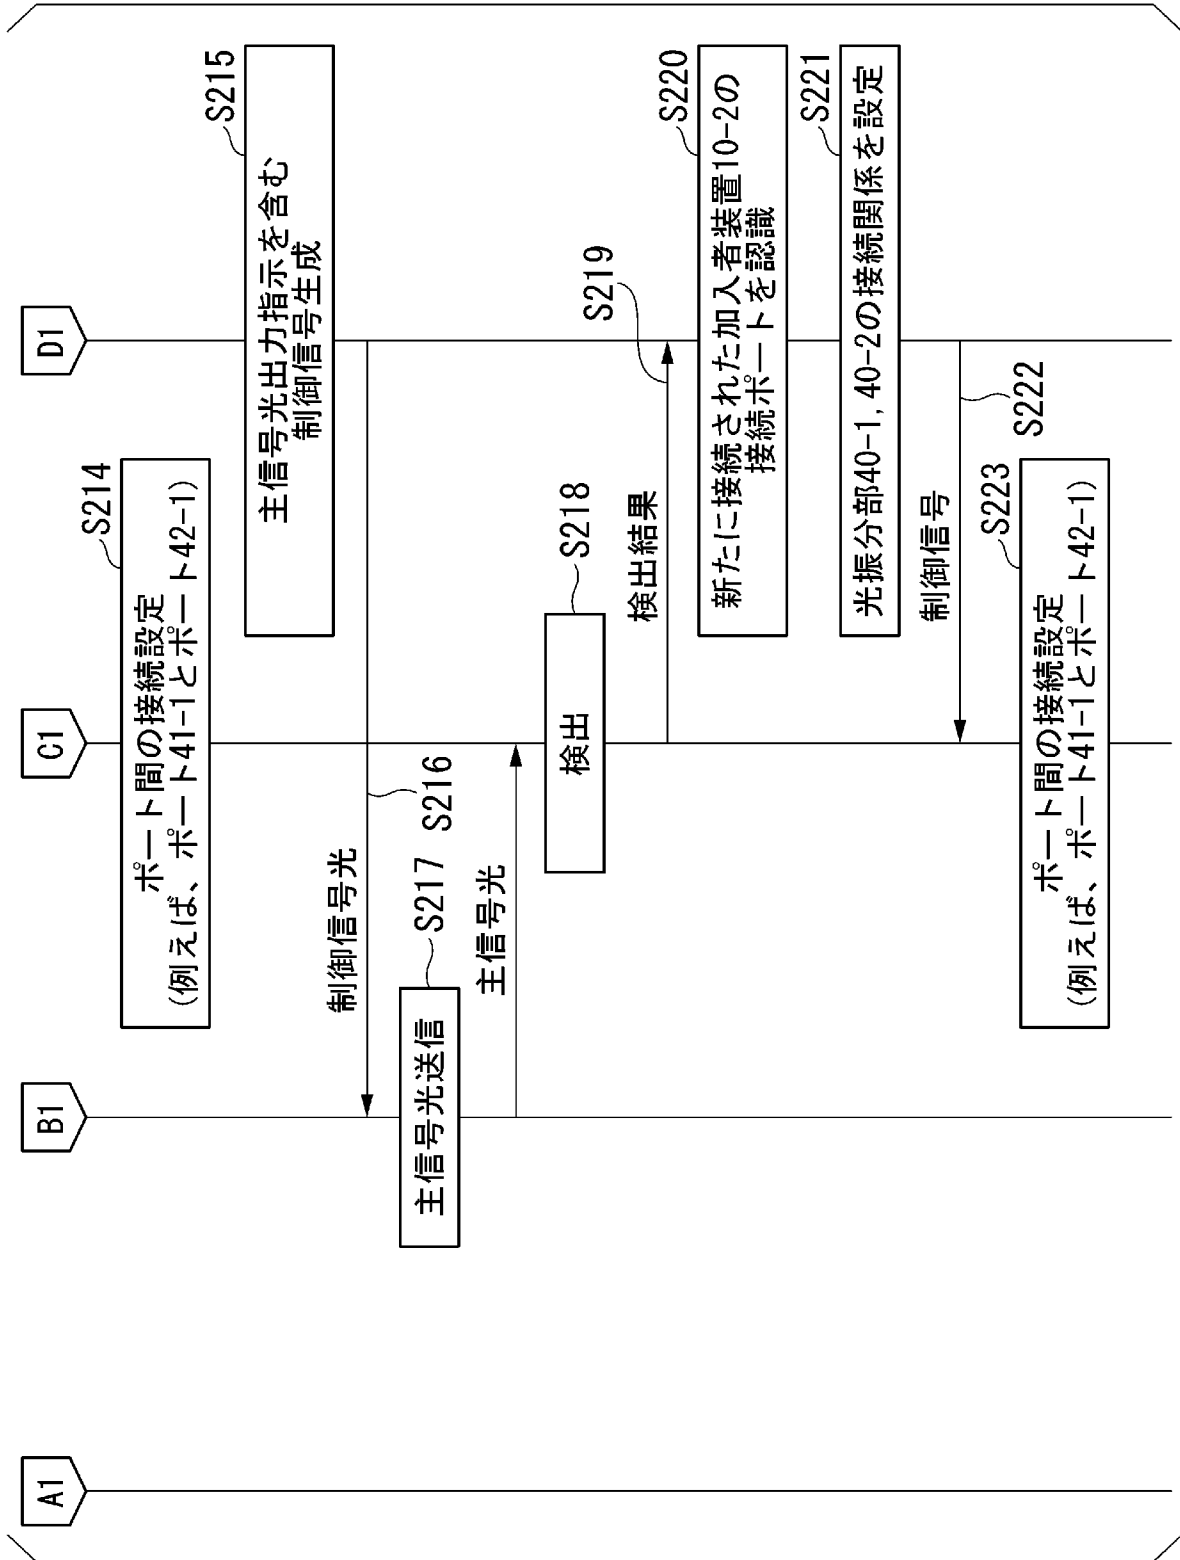 A1
B1
C1
D1
S214
ポート間の接続設定
(例えば、ポート41-1とポート42-1)
S215
主信号光出力指示を含む
制御信号生成
制御信号光
S216
S217
主信号光送信
主信号光
S218
検出
検出結果
S219
S220
新たに接続された加入者装置10-2の
接続ポートを認識
S221
光振分部40-1, 40-2の接続関係を設定
制御信号
S222
S223
ポート間の接続設定
(例えば、ポート41-1とポート42-1)